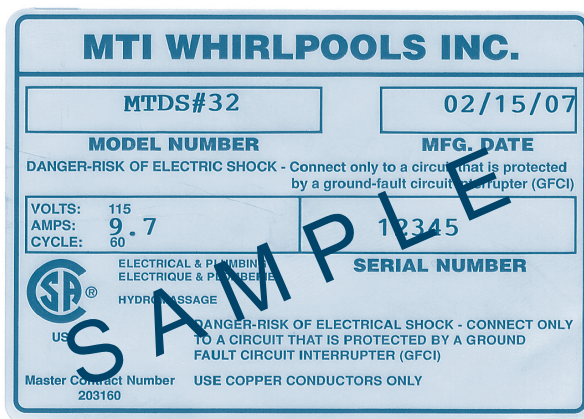 MTI WHIRLPOOLS INC.
MTDS#32
02/15/07
MODEL NUMBER
MFG. DATE
DANGER-RISK OF ELECTRIC SHOCK - Connect only to a circuit that is protected
by a ground-fault circuit interrupter (GFCI)
VOLTS: 115
AMPS: 9.7
CYCLE: 60
12345
SERIAL NUMBER
SAMPLE
CSA ®
US
ELECTRICAL & PLUMBING
ELECTRIQUE & PLOMBERIE
HYDROMASSAGE
DANGER-RISK OF ELECTRICAL SHOCK - CONNECT ONLY
TO A CIRCUIT THAT IS PROTECTED BY A GROUND
FAULT CIRCUIT INTERRUPTER (GFCI)
Master Contract Number
203160
USE COPPER CONDUCTORS ONLY